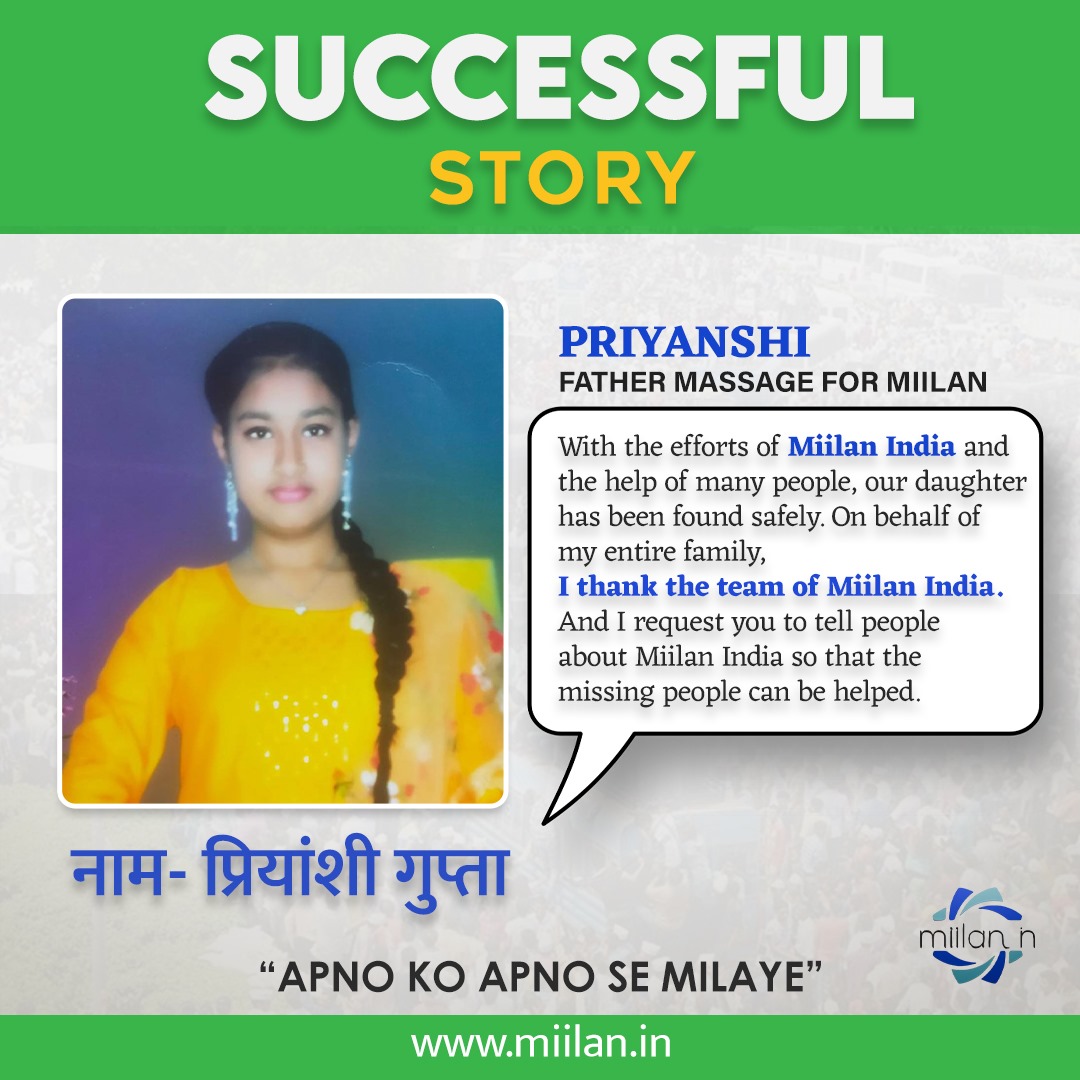 SUCCESSFUL
STORY
PRIYANSHI
FATHER MASSAGE FOR MIILAN
With the efforts of Miilan India and
the help of many people, our daughter
has been found safely. On behalf of
my entire family,
I thank the team of Miilan India.
And I request you to tell people
about Miilan India so that the
missing people can be helped.
नाम- प्रियांशी गुप्ता
miilan in
“APNO KO APNO SE MILAYE”
www.miilan.in